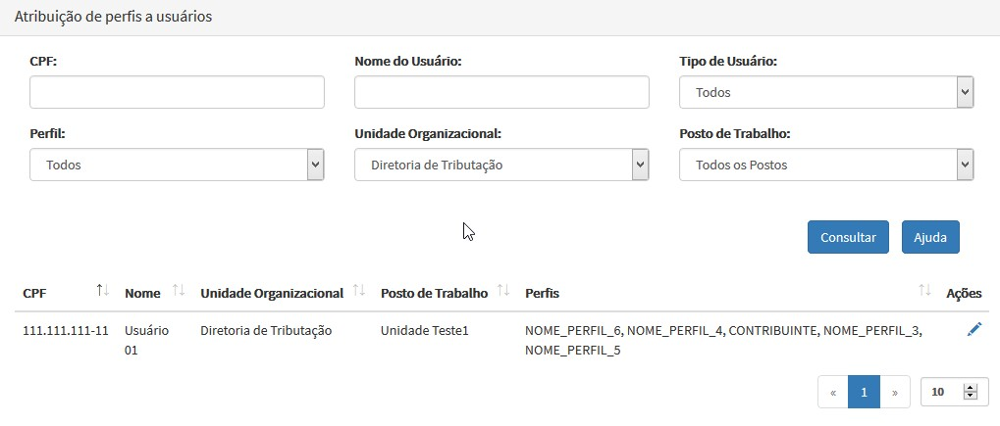 Atribuição de perfis a usuários
CPF: Nome do Usuário: Tipo de Usuário:
Todos
Perfil: Unidade Organizacional: Posto de Trabalho:
Todos Diretoria de Tributação Todos os Postos
Consultar Ajuda
CPF Nome Unidade Organizacional Posto de Trabalho Perfis Ações
111.111.111-11 Usuário Diretoria de Tributação Unidade Teste1 NOME_PERFIL_6, NOME_PERFIL_4, CONTRIBUINTE, NOME_PERFIL_3,
01 NOME_PERFIL_5
« 1 » 10